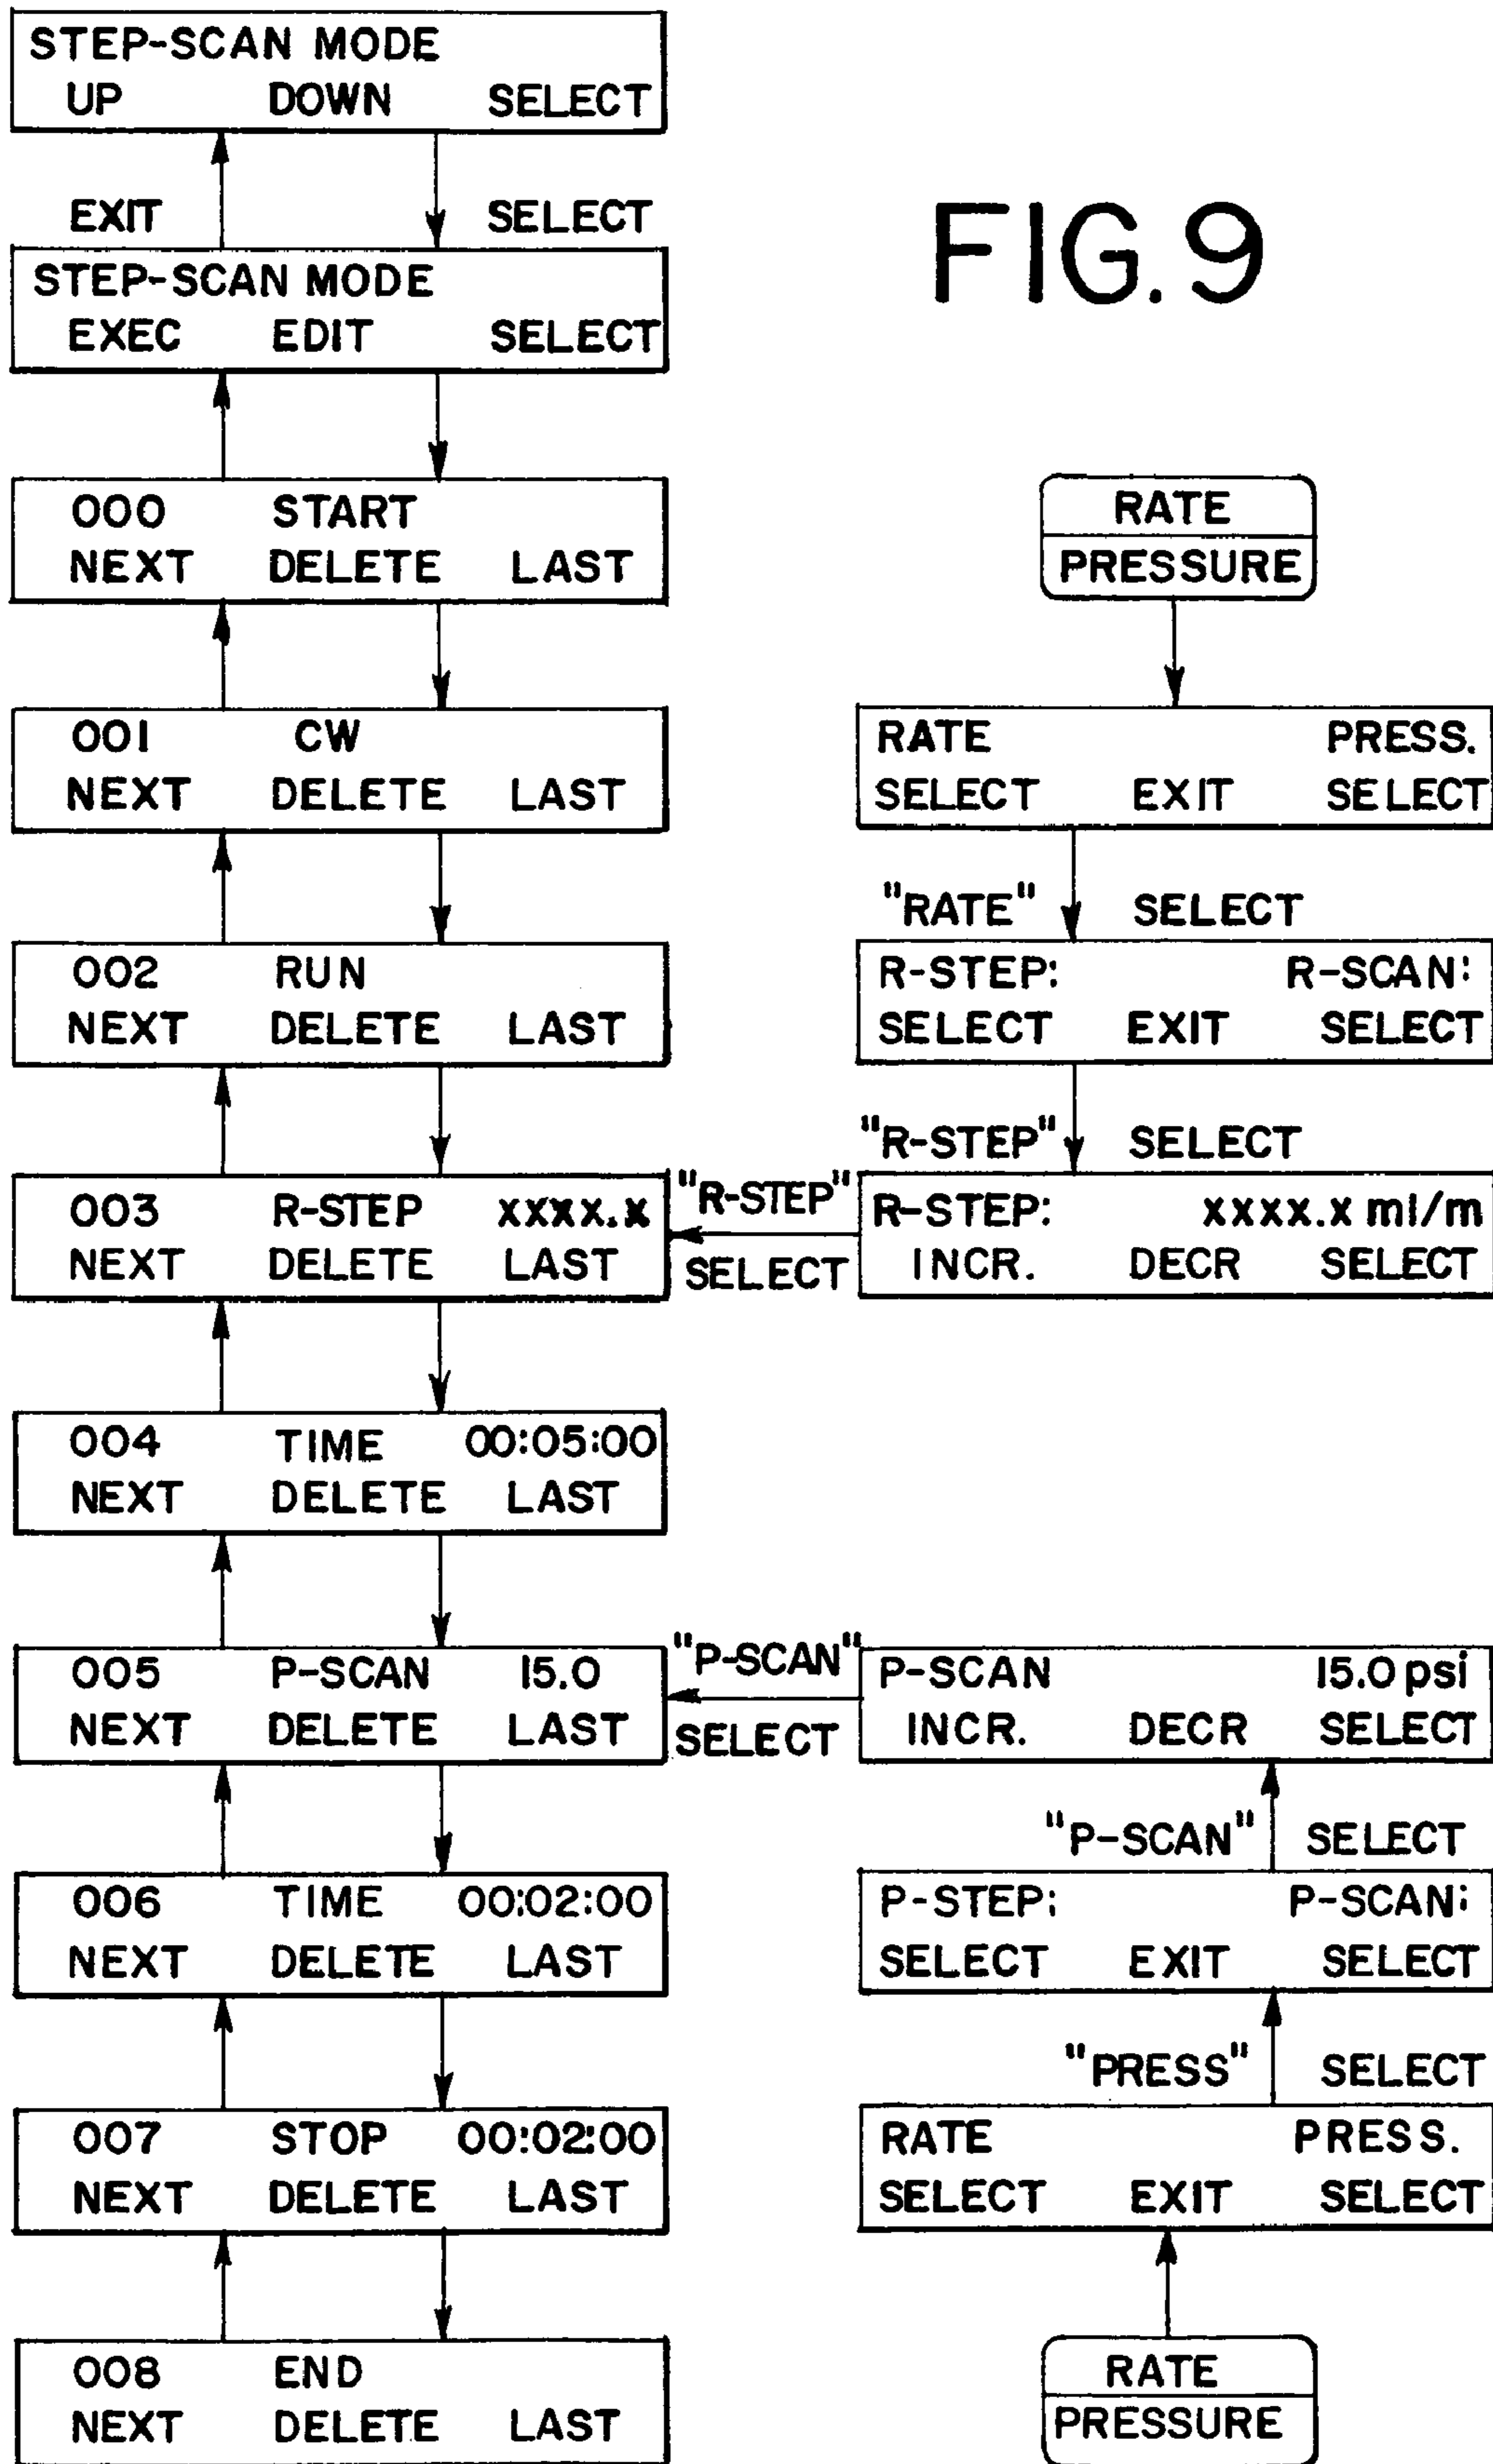 STEP-SCAN MODE
UP DOWN SELECT
EXIT SELECT
STEP-SCAN MODE
EXEC EDIT SELECT
FIG. 9
000 START
NEXT DELETE LAST
001 CW
NEXT DELETE LAST
002 RUN
NEXT DELETE LAST
003 R-STEP xxxx.x
NEXT DELETE LAST
004 TIME 00:05:00
NEXT DELETE LAST
005 P-SCAN 15.0
NEXT DELETE LAST
006 TIME 00:02:00
NEXT DELETE LAST
007 STOP 00:02:00
NEXT DELETE LAST
008 END
NEXT DELETE LAST
RATE
PRESSURE
RATE PRESS.
SELECT EXIT SELECT
"RATE" SELECT
R-STEP: R-SCAN:
SELECT EXIT SELECT
"R-STEP" SELECT
R-STEP: xxxx.x ml/m
INCR. DECR SELECT
"R-STEP"
SELECT
"P-SCAN"
SELECT
P-SCAN 15.0 psi
INCR. DECR SELECT
"P-SCAN" SELECT
P-STEP: P-SCAN:
SELECT EXIT SELECT
"PRESS" SELECT
RATE PRESS.
SELECT EXIT SELECT
RATE
PRESSURE